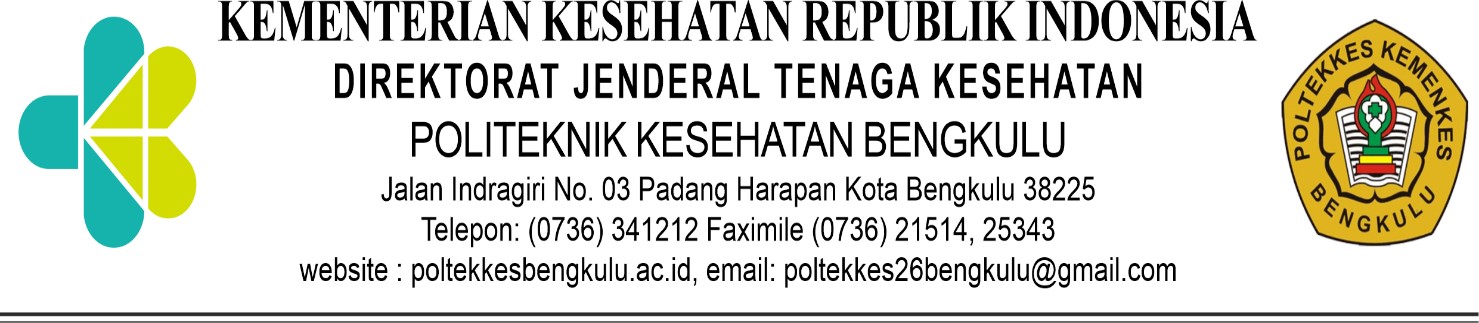 KEMENTERIAN KESEHATAN REPUBLIK INDONESIA
DIREKTORAT JENDERAL TENAGA KESEHATAN
POLITEKNIK KESEHATAN BENGKULU
Jalan Indragiri No. 03 Padang Harapan Kota Bengkulu 38225
Telepon: (0736) 341212 Faximile (0736) 21514, 25343
website : poltekkesbengkulu.ac.id, email: poltekkes26bengkulu@gmail.com
POLTEKKES KEMENKES
BENGKULU